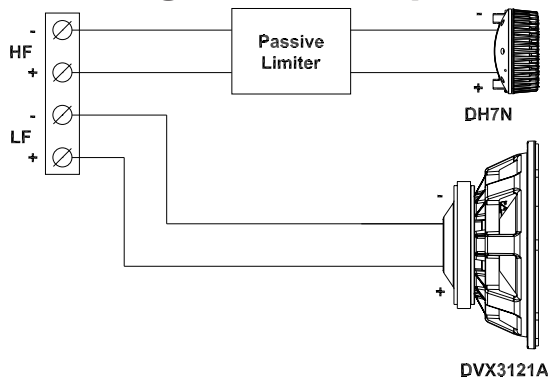 -
HF
+
-
LF
+
Passive
Limiter
-
+
DH7N
-
+
DVX3121A